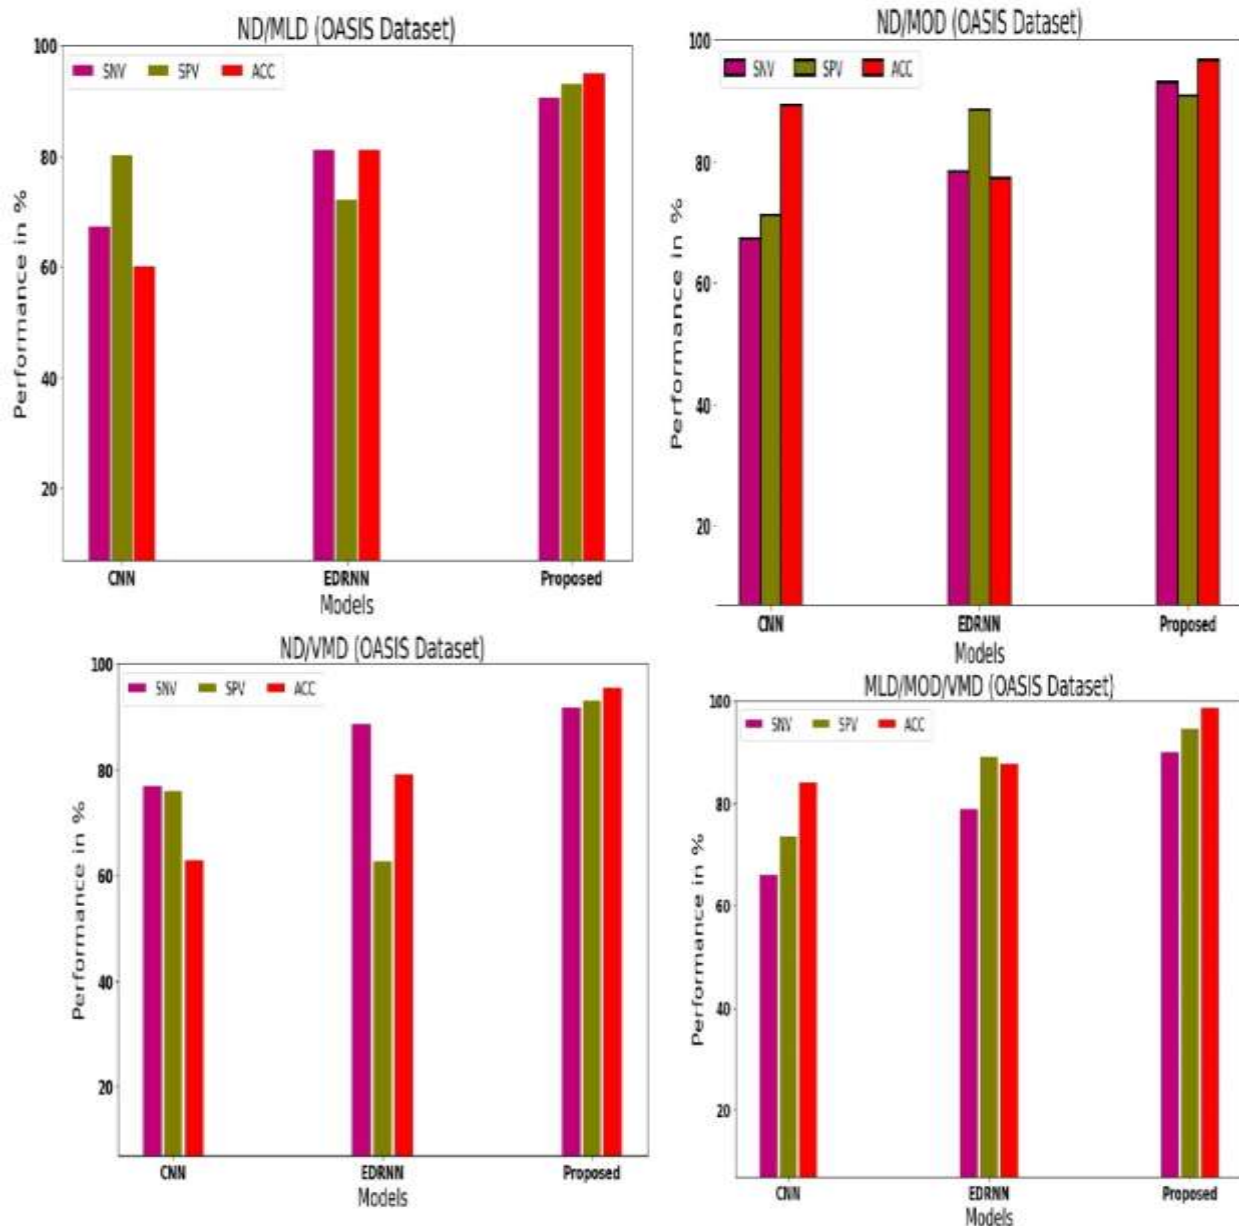 ND/MLD (OASIS Dataset)
100
80
60
40
20
Performance in %
SNV SPV ACC
CNN EDRNN Proposed
Models
ND/MOD (OASIS Dataset)
100
80
60
40
20
Performance in %
SNV SPV ACC
CNN EDRNN Proposed
Models
ND/VMD (OASIS Dataset)
100
80
60
40
20
Performance in %
SNV SPV ACC
CNN EDRNN Proposed
Models
MLD/MOD/VMD (OASIS Dataset)
100
80
60
40
20
Performance in %
SNV SPV ACC
CNN EDRNN Proposed
Models